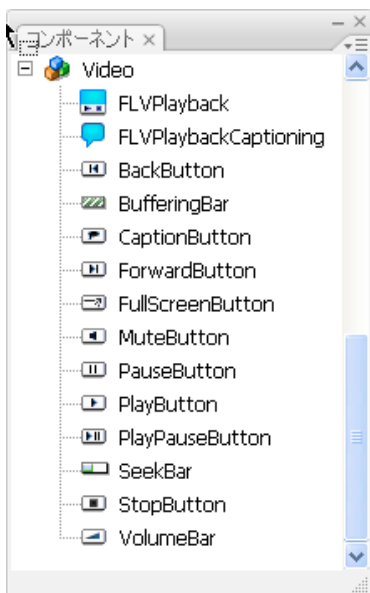 コンポーネント
Video
FLVPlayback
FLVPlaybackCaptioning
BackButton
BufferingBar
CaptionButton
ForwardButton
FullScreenButton
MuteButton
PauseButton
PlayButton
PlayPauseButton
SeekBar
StopButton
VolumeBar